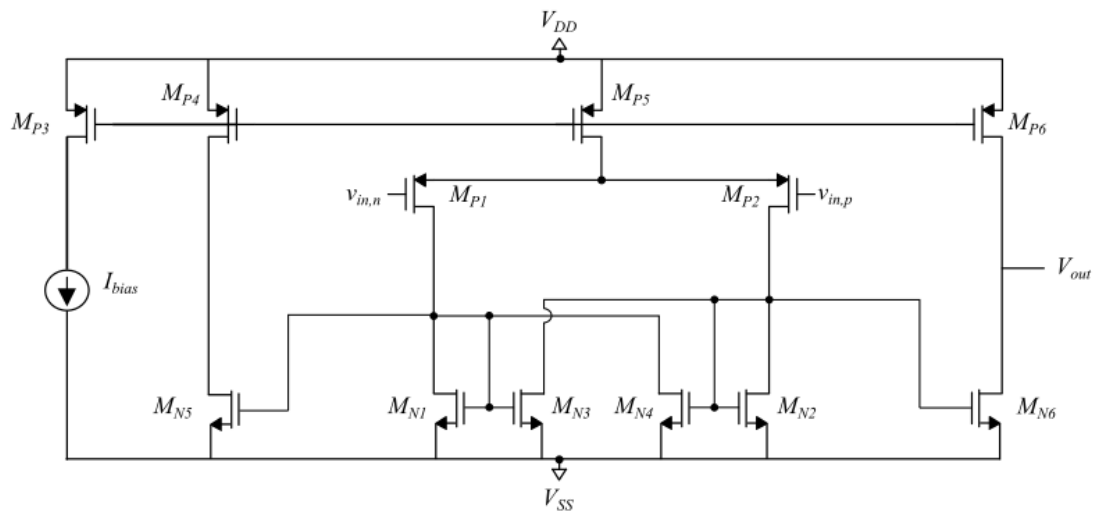 V_DD
M_P3
M_P4
M_P5
M_P6
v_in,n
M_P1
M_P2
v_in,p
I_bias
V_out
M_N5
M_N1
M_N3
M_N4
M_N2
M_N6
V_SS